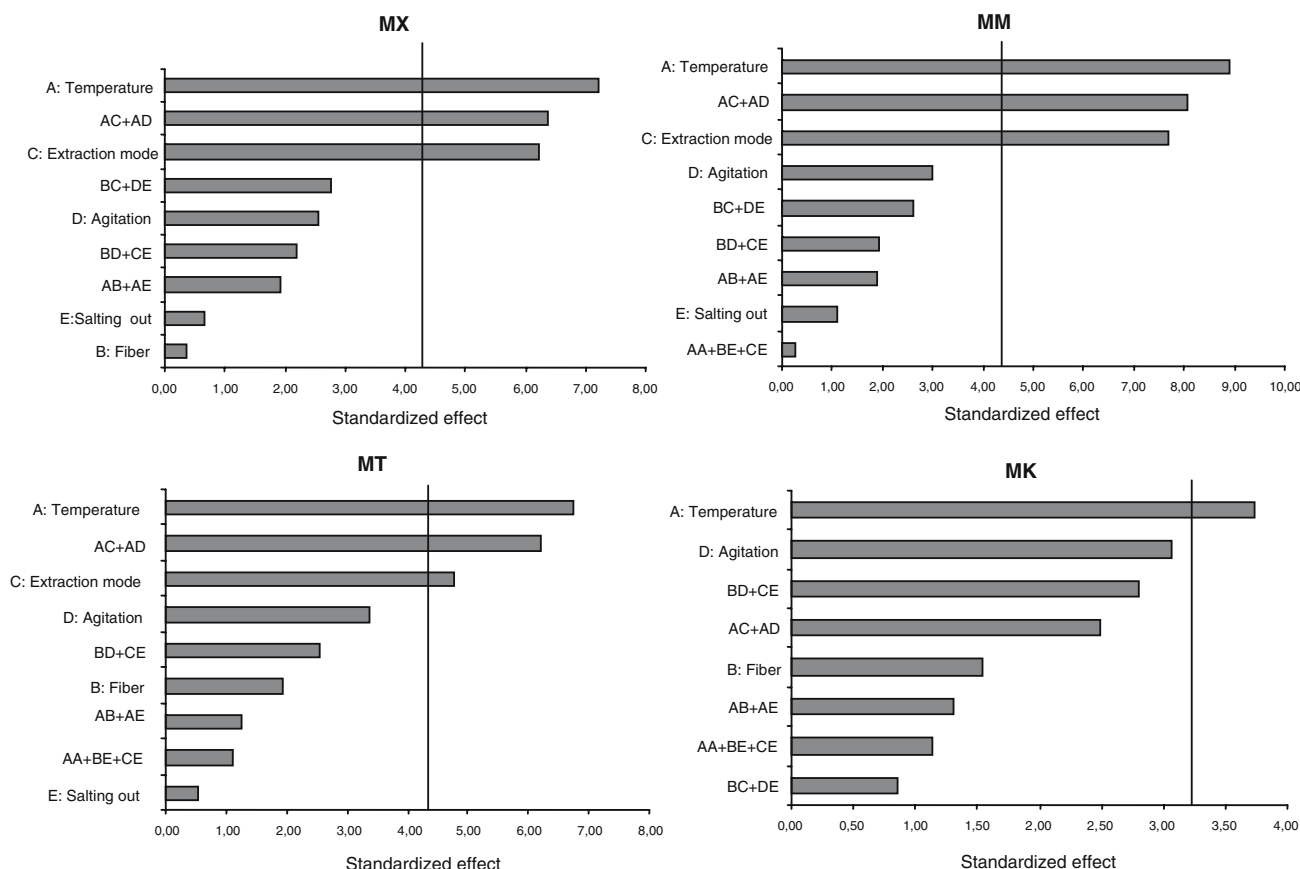 MX
A: Temperature
AC+AD
C: Extraction mode
BC+DE
D: Agitation
BD+CE
AB+AE
E:Salting out
B: Fiber
0,00 1,00 2,00 3,00 4,00 5,00 6,00 7,00 8,00
Standardized effect
MM
A: Temperature
AC+AD
C: Extraction mode
D: Agitation
BC+DE
BD+CE
AB+AE
E: Salting out
AA+BE+CE
0,00 1,00 2,00 3,00 4,00 5,00 6,00 7,00 8,00 9,00 10,00
Standardized effect
MT
A: Temperature
AC+AD
C: Extraction mode
D: Agitation
BD+CE
B: Fiber
AB+AE
AA+BE+CE
E: Salting out
0,00 1,00 2,00 3,00 4,00 5,00 6,00 7,00 8,00
Standardized effect
MK
A: Temperature
D: Agitation
BD+CE
AC+AD
B: Fiber
AB+AE
AA+BE+CE
BC+DE
0,00 0,50 1,00 1,50 2,00 2,50 3,00 3,50 4,00
Standardized effect